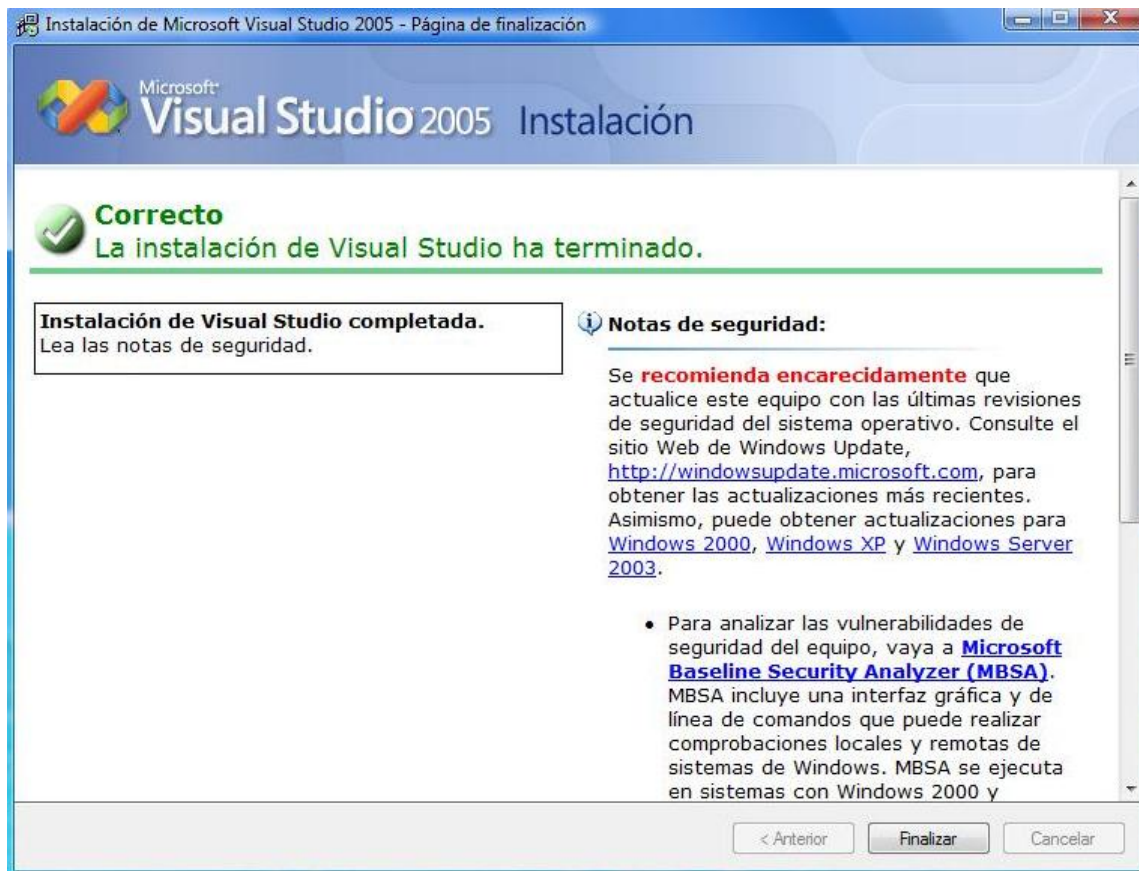 Instalación de Microsoft Visual Studio 2005 - Página de finalización
Microsoft
Visual Studio 2005 Instalación
Correcto
La instalación de Visual Studio ha terminado.
Instalación de Visual Studio completada.
Lea las notas de seguridad.
Notas de seguridad:
Se recomienda encarecidamente que
actualice este equipo con las últimas revisiones
de seguridad del sistema operativo. Consulte el
sitio Web de Windows Update,
http://windowsupdate.microsoft.com, para
obtener las actualizaciones más recientes.
Asimismo, puede obtener actualizaciones para
Windows 2000, Windows XP y Windows Server
2003.
• Para analizar las vulnerabilidades de
seguridad del equipo, vaya a Microsoft
Baseline Security Analyzer (MBSA).
MBSA incluye una interfaz gráfica y de
línea de comandos que puede realizar
comprobaciones locales y remotas de
sistemas de Windows. MBSA se ejecuta
en sistemas con Windows 2000 y
< Anterior Finalizar Cancelar